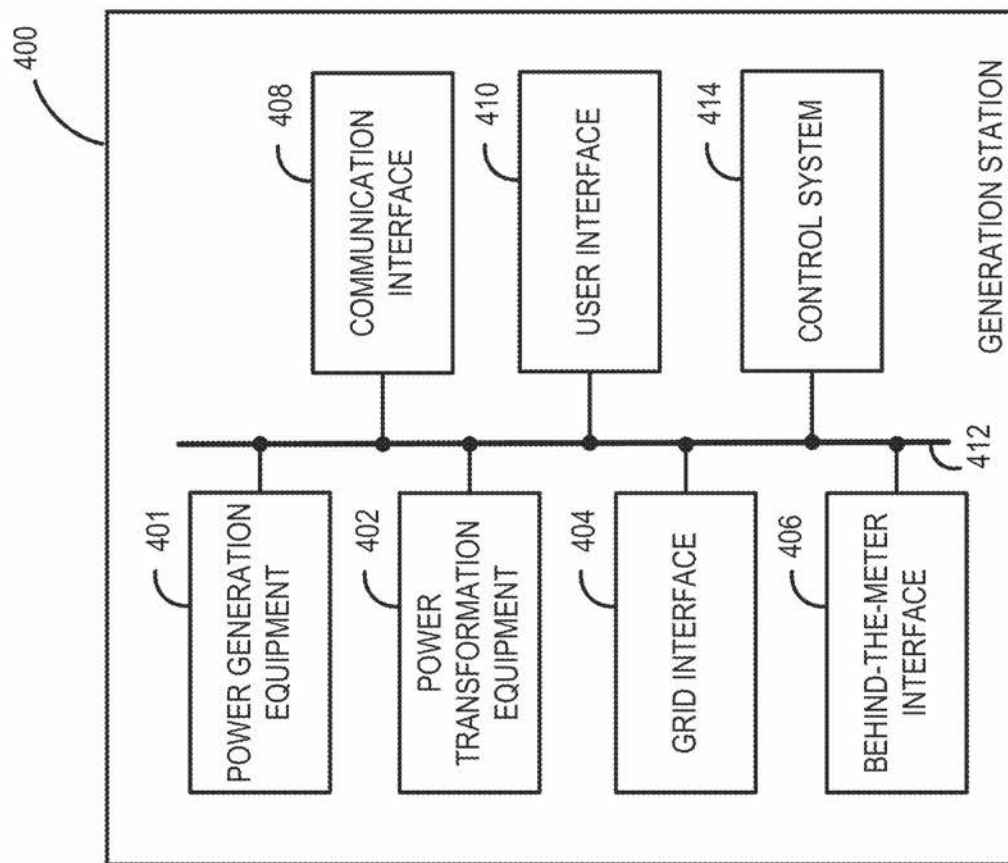 400
401
POWER GENERATION
EQUIPMENT
402
POWER
TRANSFORMATION
EQUIPMENT
404
GRID INTERFACE
406
BEHIND-THE-METER
INTERFACE
408
COMMUNICATION
INTERFACE
410
USER INTERFACE
414
CONTROL SYSTEM
412
GENERATION STATION